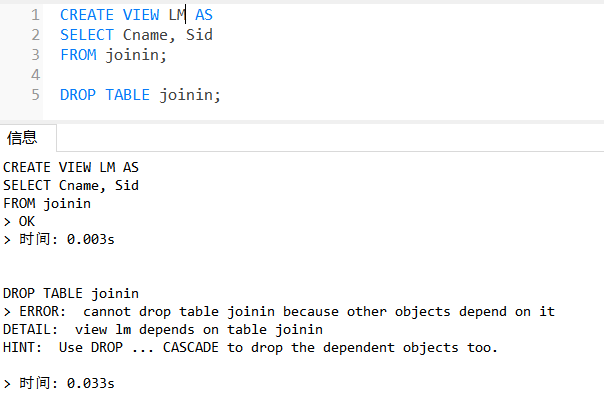 1 CREATE VIEW LM AS
2 SELECT Cname, Sid
3 FROM joinin;
4
5 DROP TABLE joinin;
信息
CREATE VIEW LM AS
SELECT Cname, Sid
FROM joinin
> OK
> 时间: 0.003s
DROP TABLE joinin
> ERROR:  cannot drop table joinin because other objects depend on it
DETAIL:  view lm depends on table joinin
HINT:  Use DROP ... CASCADE to drop the dependent objects too.
> 时间: 0.033s